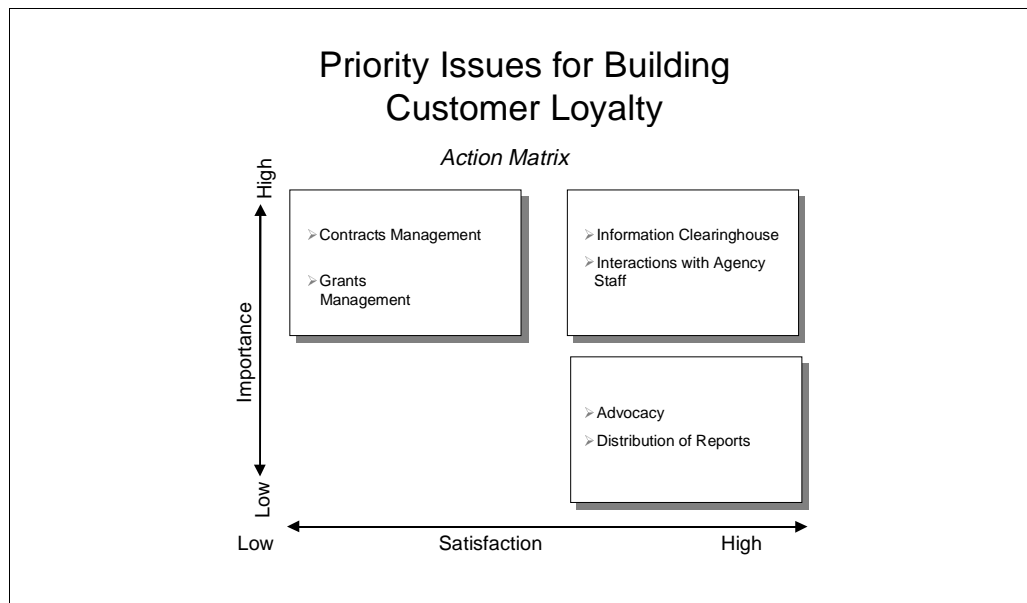 Priority Issues for Building
Customer Loyalty
Action Matrix
High
Importance
Low
Contracts Management
Grants
Management
Information Clearinghouse
Interactions with Agency
Staff
Advocacy
Distribution of Reports
Low
Satisfaction
High